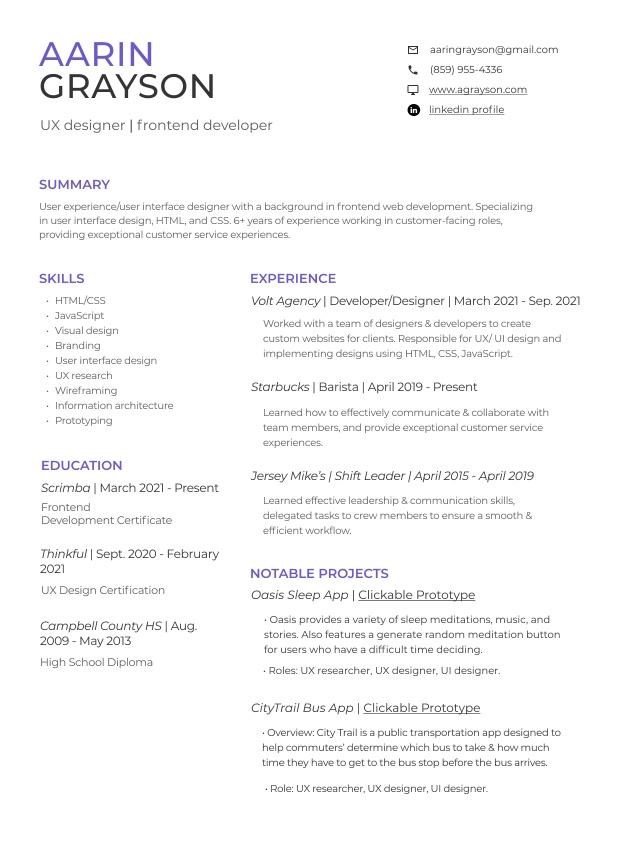 AARIN
GRAYSON
UX designer | frontend developer
aaringrayson@gmail.com
(859) 955-4336
www.agrayson.com
linkedin profile
SUMMARY
User experience/user interface designer with a background in frontend web development. Specializing
in user interface design, HTML, and CSS. 6+ years of experience working in customer-facing roles,
providing exceptional customer service experiences.
SKILLS
• HTML/CSS
• JavaScript
• Visual design
• Branding
• User interface design
• UX research
• Wireframing
• Information architecture
• Prototyping
EDUCATION
Scrimba | March 2021 - Present
Frontend
Development Certificate
Thinkful | Sept. 2020 - February
2021
UX Design Certification
Campbell County HS | Aug.
2009 - May 2013
High School Diploma
EXPERIENCE
Volt Agency | Developer/Designer | March 2021 - Sep. 2021
Worked with a team of designers & developers to create
custom websites for clients. Responsible for UX/ UI design and
implementing designs using HTML, CSS, JavaScript.
Starbucks | Barista | April 2019 - Present
Learned how to effectively communicate & collaborate with
team members, and provide exceptional customer service
experiences.
Jersey Mike's | Shift Leader | April 2015 - April 2019
Learned effective leadership & communication skills,
delegated tasks to crew members to ensure a smooth &
efficient workflow.
NOTABLE PROJECTS
Oasis Sleep App | Clickable Prototype
• Oasis provides a variety of sleep meditations, music, and
stories. Also features a generate random meditation button
for users who have a difficult time deciding.
• Roles: UX researcher, UX designer, UI designer.
CityTrail Bus App | Clickable Prototype
• Overview: City Trail is a public transportation app designed to
help commuters' determine which bus to take & how much
time they have to get to the bus stop before the bus arrives.
• Role: UX researcher, UX designer, UI designer.